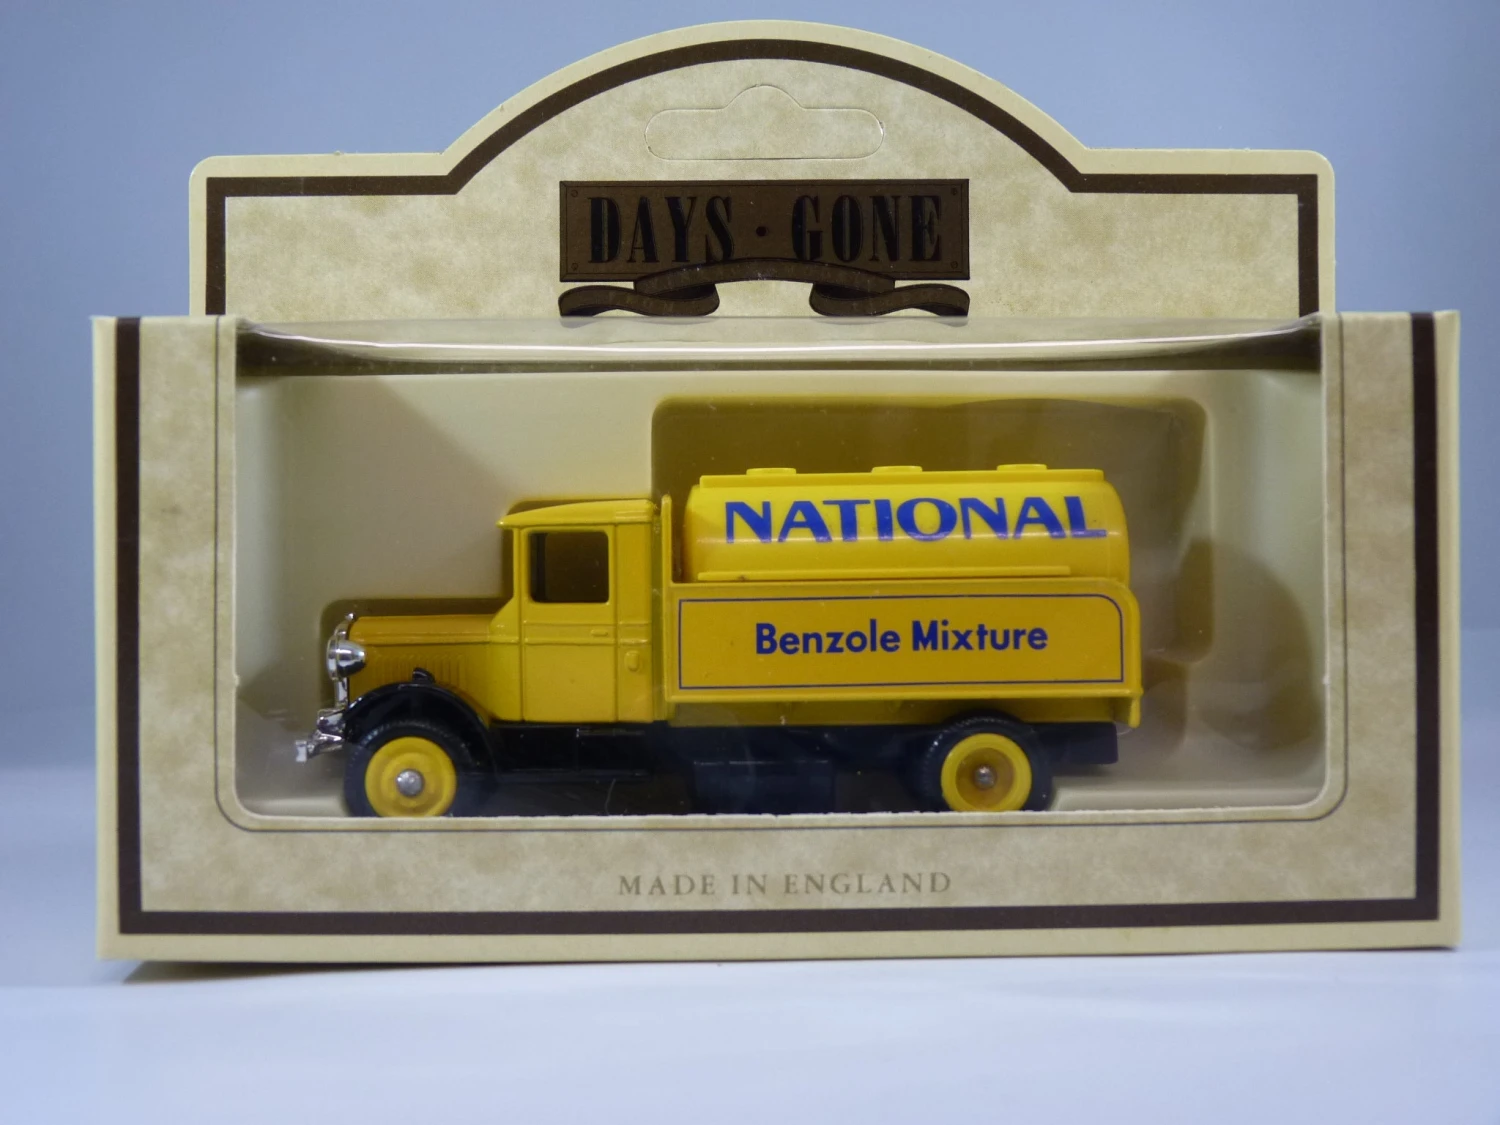 DAYS · GONE
NATIONAL
Benzole Mixture
MADE IN ENGLAND